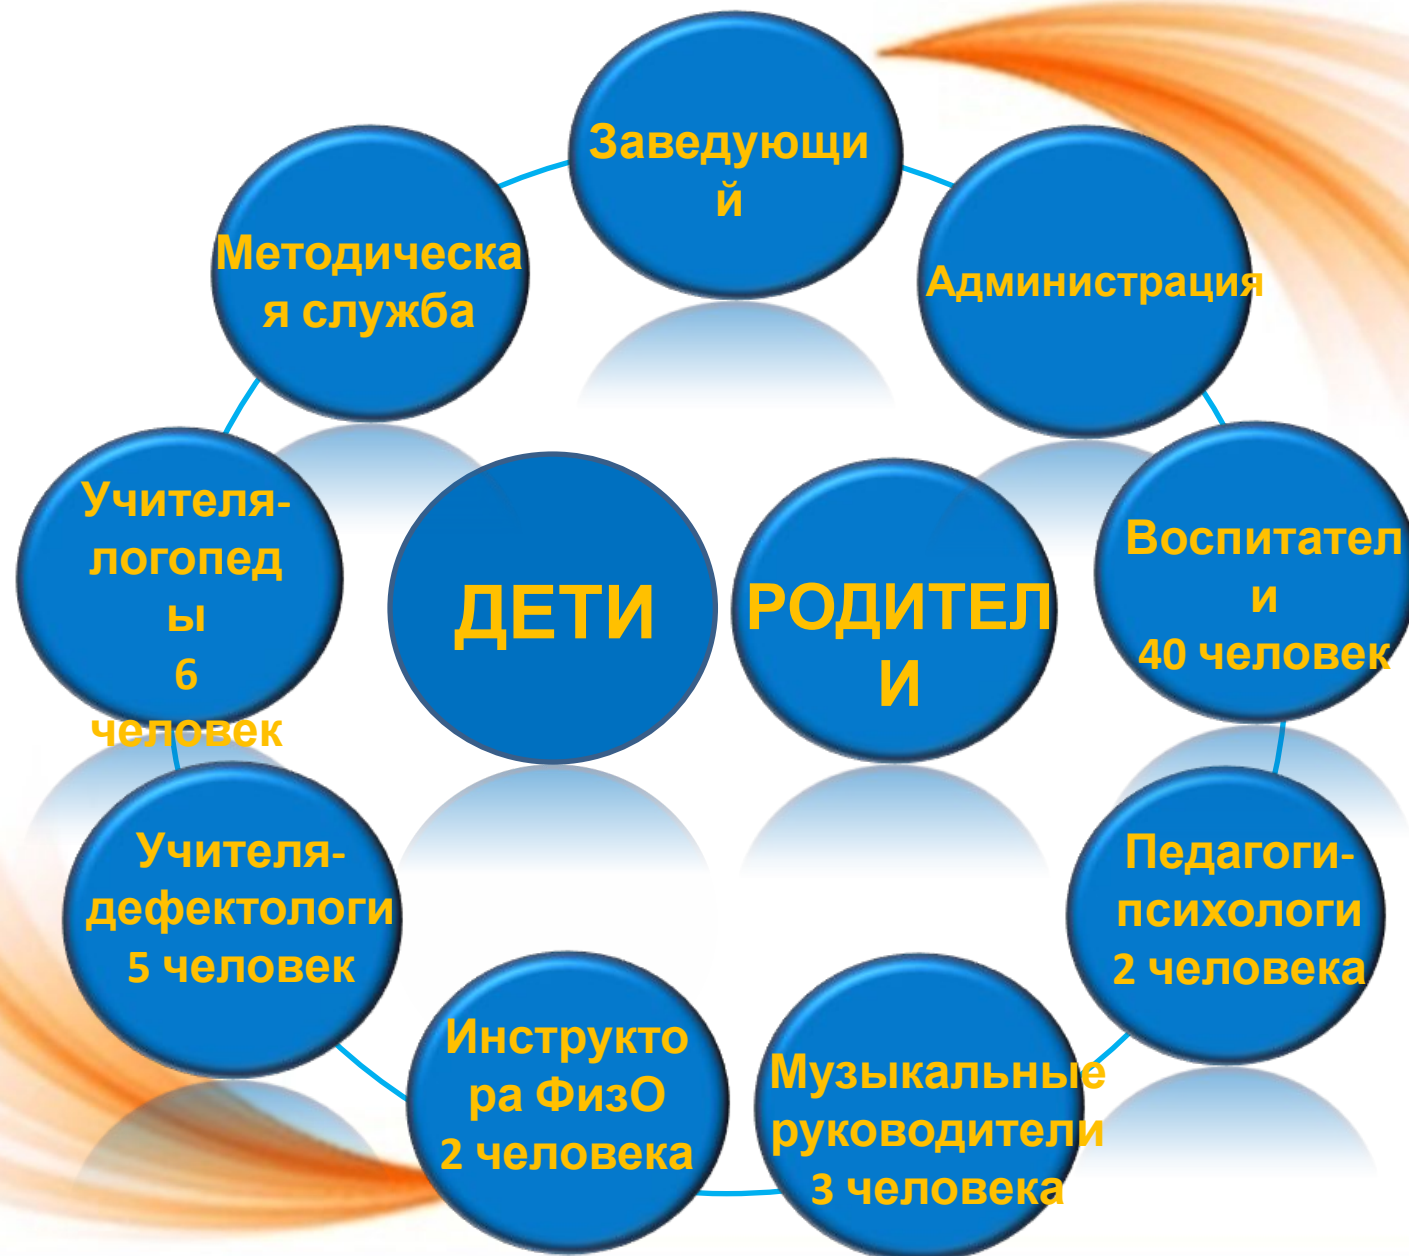 Заведующи
й
Методическа
я служба
Администрация
Учителя-
логопед
ы
6
человек
ДЕТИ
РОДИТЕЛ
И
Воспитател
и
40 человек
Учителя-
дефектологи
5 человек
Педагоги-
психологи
2 человека
Инструкто
ра ФизО
2 человека
Музыкальные
руководители
3 человека